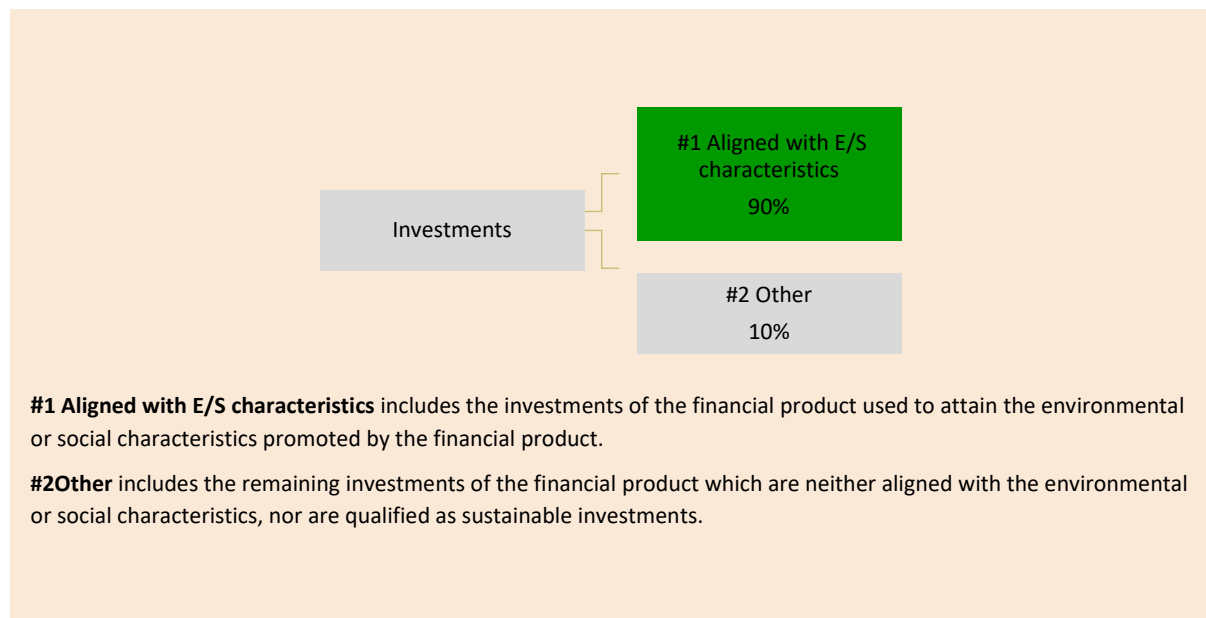 #1 Aligned with E/S
characteristics
90%
Investments
#2 Other
10%
#1 Aligned with E/S characteristics includes the investments of the financial product used to attain the environmental
or social characteristics promoted by the financial product.
#2Other includes the remaining investments of the financial product which are neither aligned with the environmental
or social characteristics, nor are qualified as sustainable investments.